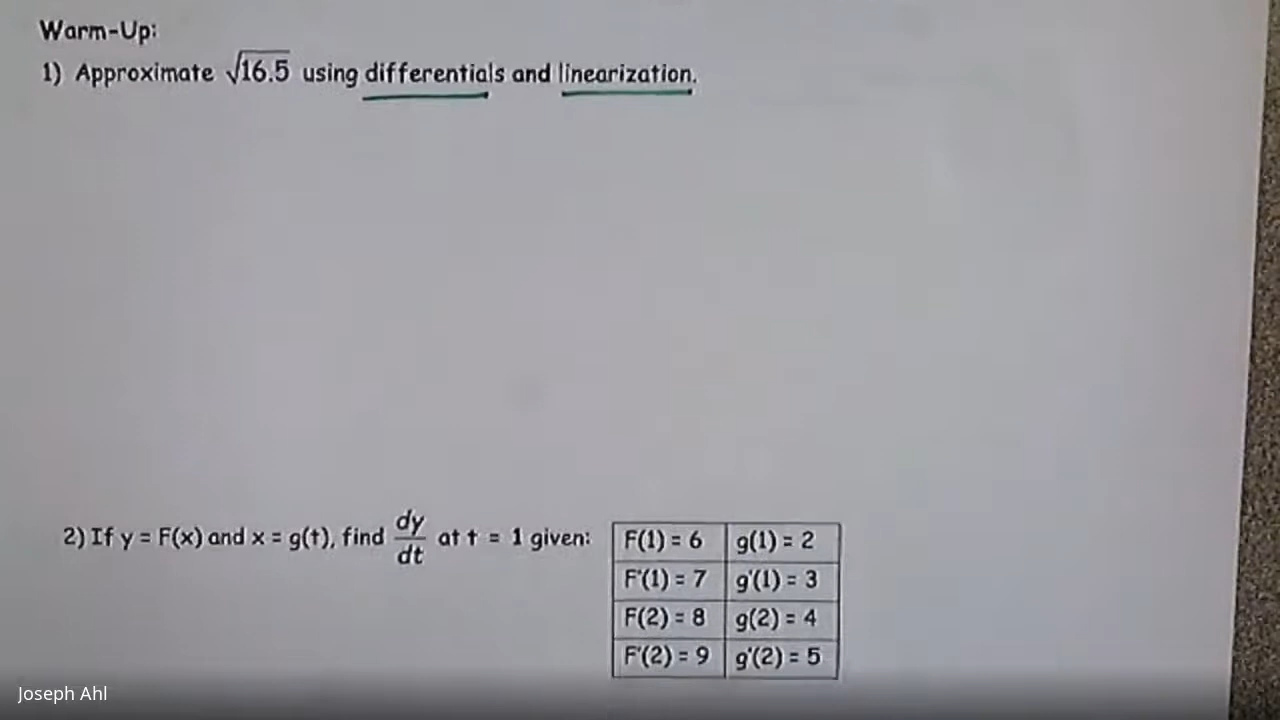 Warm-Up:
1) Approximate √16.5 using differentials and linearization.
2) If y = F(x) and x = g(t), find dy/dt at t = 1 given:
F(1) = 6 g(1) = 2
F'(1) = 7 g'(1) = 3
F(2) = 8 g(2) = 4
F'(2) = 9 g'(2) = 5
Joseph Ahl